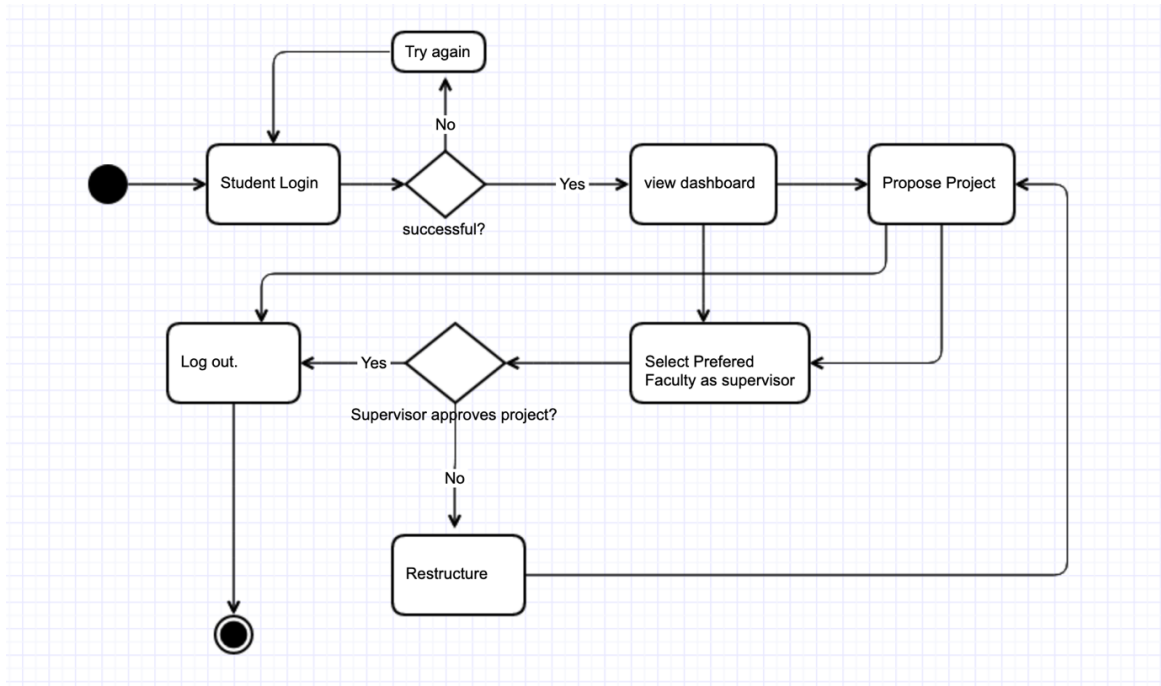 Try again
No
Student Login
Yes
view dashboard
Propose Project
successful?
Log out.
Yes
Select Prefered
Faculty as supervisor
Supervisor approves project?
No
Restructure